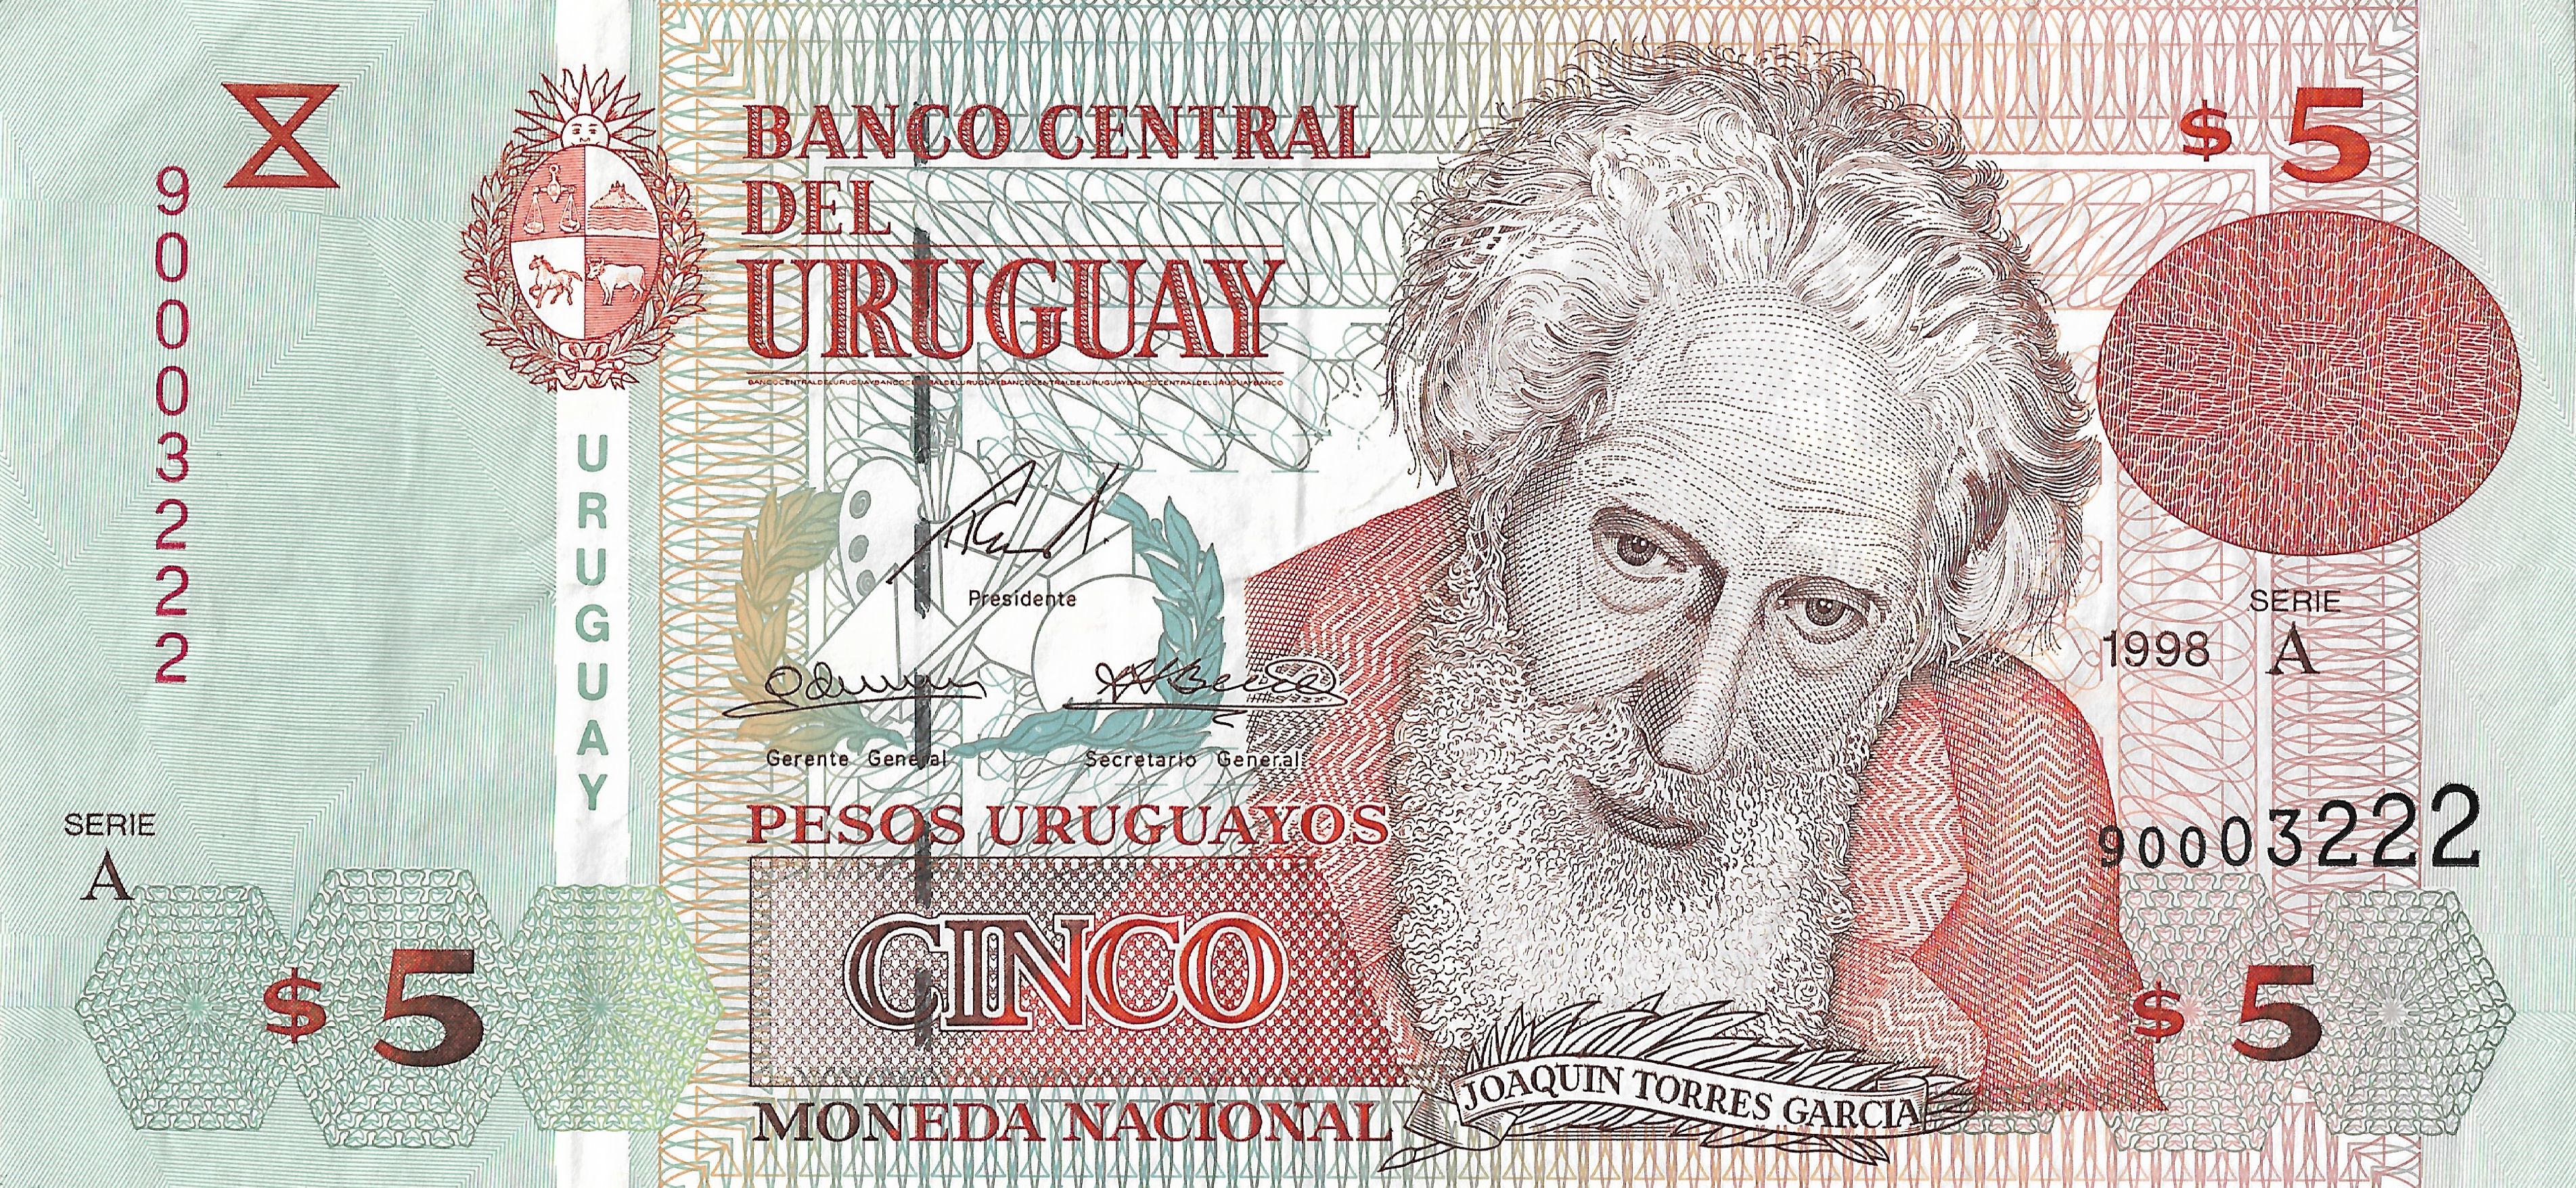 BANCO CENTRAL
DEL
URUGUAY
BANCOCENTRALDELURUGUAYBANCOCENTRALDELURUGUAYBANCOCENTRALDELURUGUAYBANCOCENTRALDELURUGUAYBANCO
$ 5
BCU
90003222
URUGUAY
Presidente
Gerente General
Secretario General
SERIE
1998 A
PESOS URUGUAYOS
90003222
SERIE
A
CINCO
$ 5
$ 5
JOAQUIN TORRES GARCIA
MONEDA NACIONAL